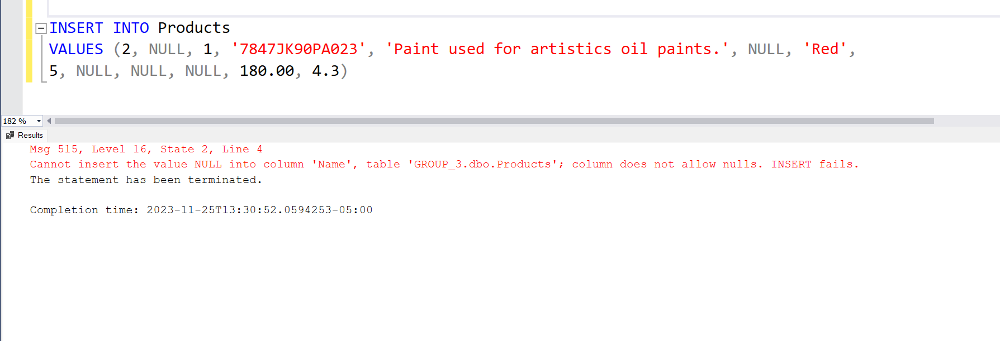 INSERT INTO Products
VALUES (2, NULL, 1, '7847JK90PA023', 'Paint used for artistics oil paints.', NULL, 'Red',
5, NULL, NULL, NULL, 180.00, 4.3)
182 %
Results
Msg 515, Level 16, State 2, Line 4
Cannot insert the value NULL into column 'Name', table 'GROUP_3.dbo.Products'; column does not allow nulls. INSERT fails.
The statement has been terminated.
Completion time: 2023-11-25T13:30:52.0594253-05:00